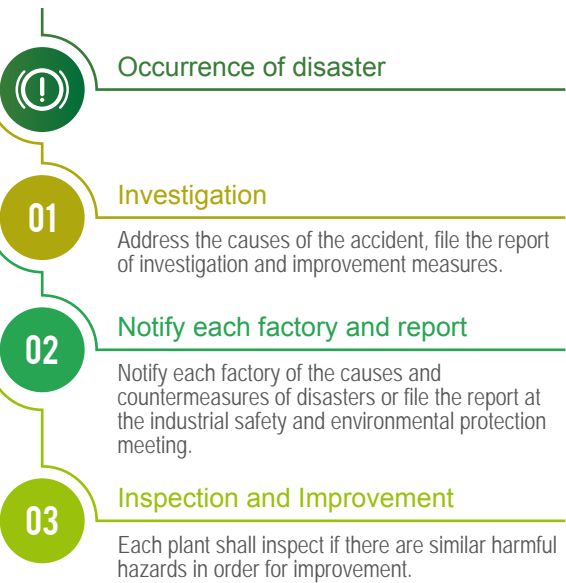 Occurrence of disaster
01
Investigation
Address the causes of the accident, file the report
of investigation and improvement measures.
02
Notify each factory and report
Notify each factory of the causes and
countermeasures of disasters or file the report at
the industrial safety and environmental protection
meeting.
03
Inspection and Improvement
Each plant shall inspect if there are similar harmful
hazards in order for improvement.